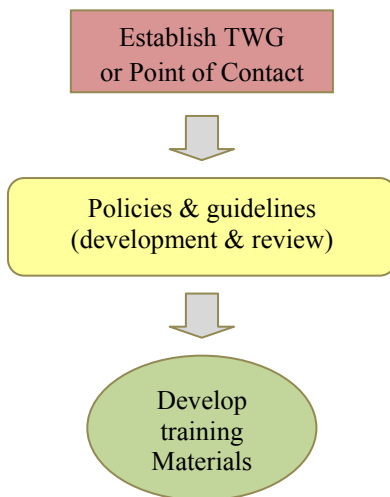 Establish TWG
or Point of Contact
Policies & guidelines
(development & review)
Develop
training
Materials